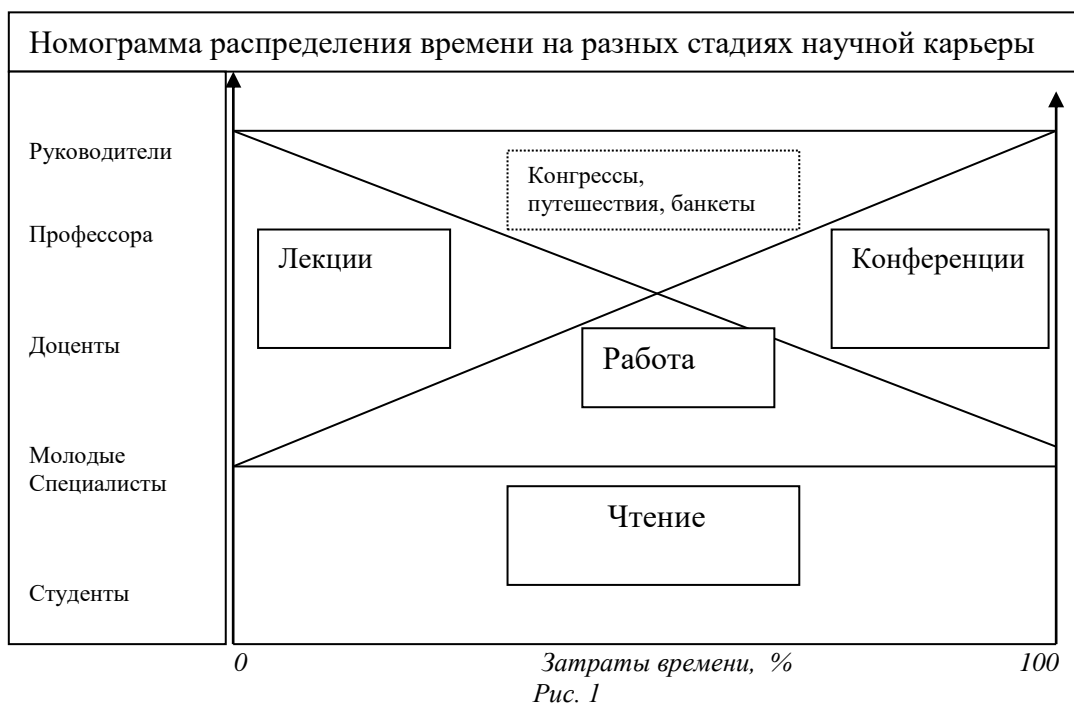 Номограмма распределения времени на разных стадиях научной карьеры
Руководители
Профессора
Доценты
Молодые
Специалисты
Студенты
Конгрессы,
путешествия, банкеты
Лекции
Конференции
Работа
Чтение
0 Затраты времени, % 100
Рис. 1